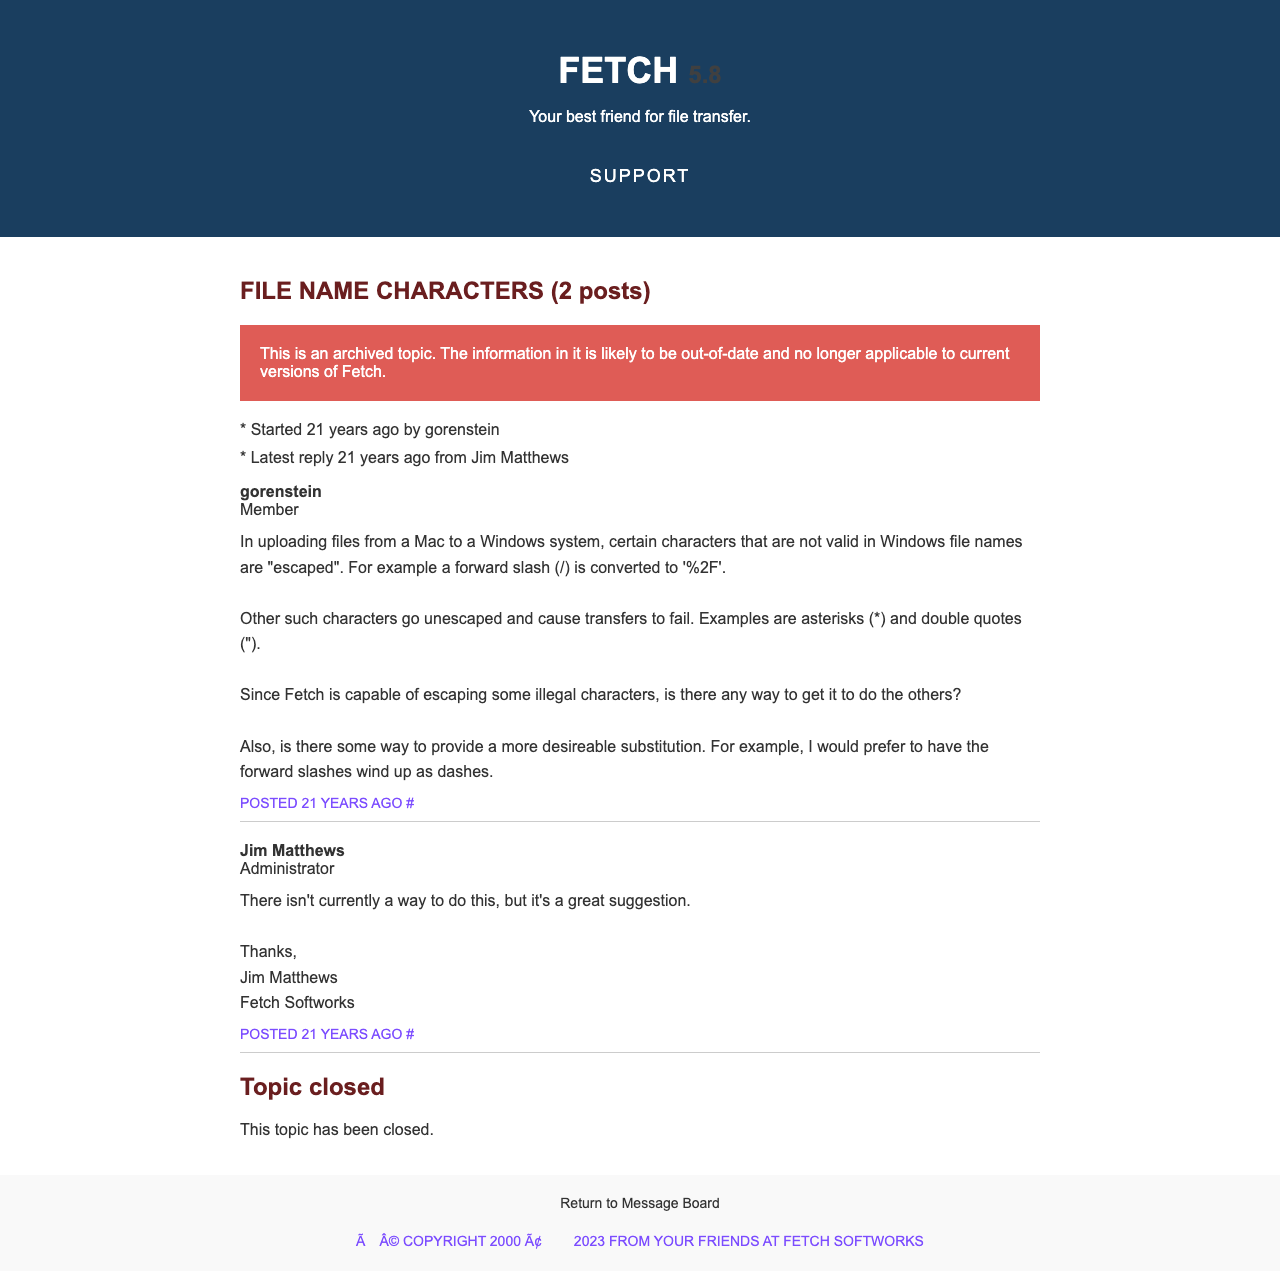 FETCH 5.8
Your best friend for file transfer.
SUPPORT
FILE NAME CHARACTERS (2 posts)
This is an archived topic. The information in it is likely to be out-of-date and no longer applicable to current
versions of Fetch.
* Started 21 years ago by gorenstein
* Latest reply 21 years ago from Jim Matthews
gorenstein
Member
In uploading files from a Mac to a Windows system, certain characters that are not valid in Windows file names
are "escaped". For example a forward slash (/) is converted to '%2F'.
Other such characters go unescaped and cause transfers to fail. Examples are asterisks (*) and double quotes
(").
Since Fetch is capable of escaping some illegal characters, is there any way to get it to do the others?
Also, is there some way to provide a more desireable substitution. For example, I would prefer to have the
forward slashes wind up as dashes.
POSTED 21 YEARS AGO #
Jim Matthews
Administrator
There isn't currently a way to do this, but it's a great suggestion.
Thanks,
Jim Matthews
Fetch Softworks
POSTED 21 YEARS AGO #
Topic closed
This topic has been closed.
Return to Message Board
Ã Â© COPYRIGHT 2000 Ã¢ 2023 FROM YOUR FRIENDS AT FETCH SOFTWORKS